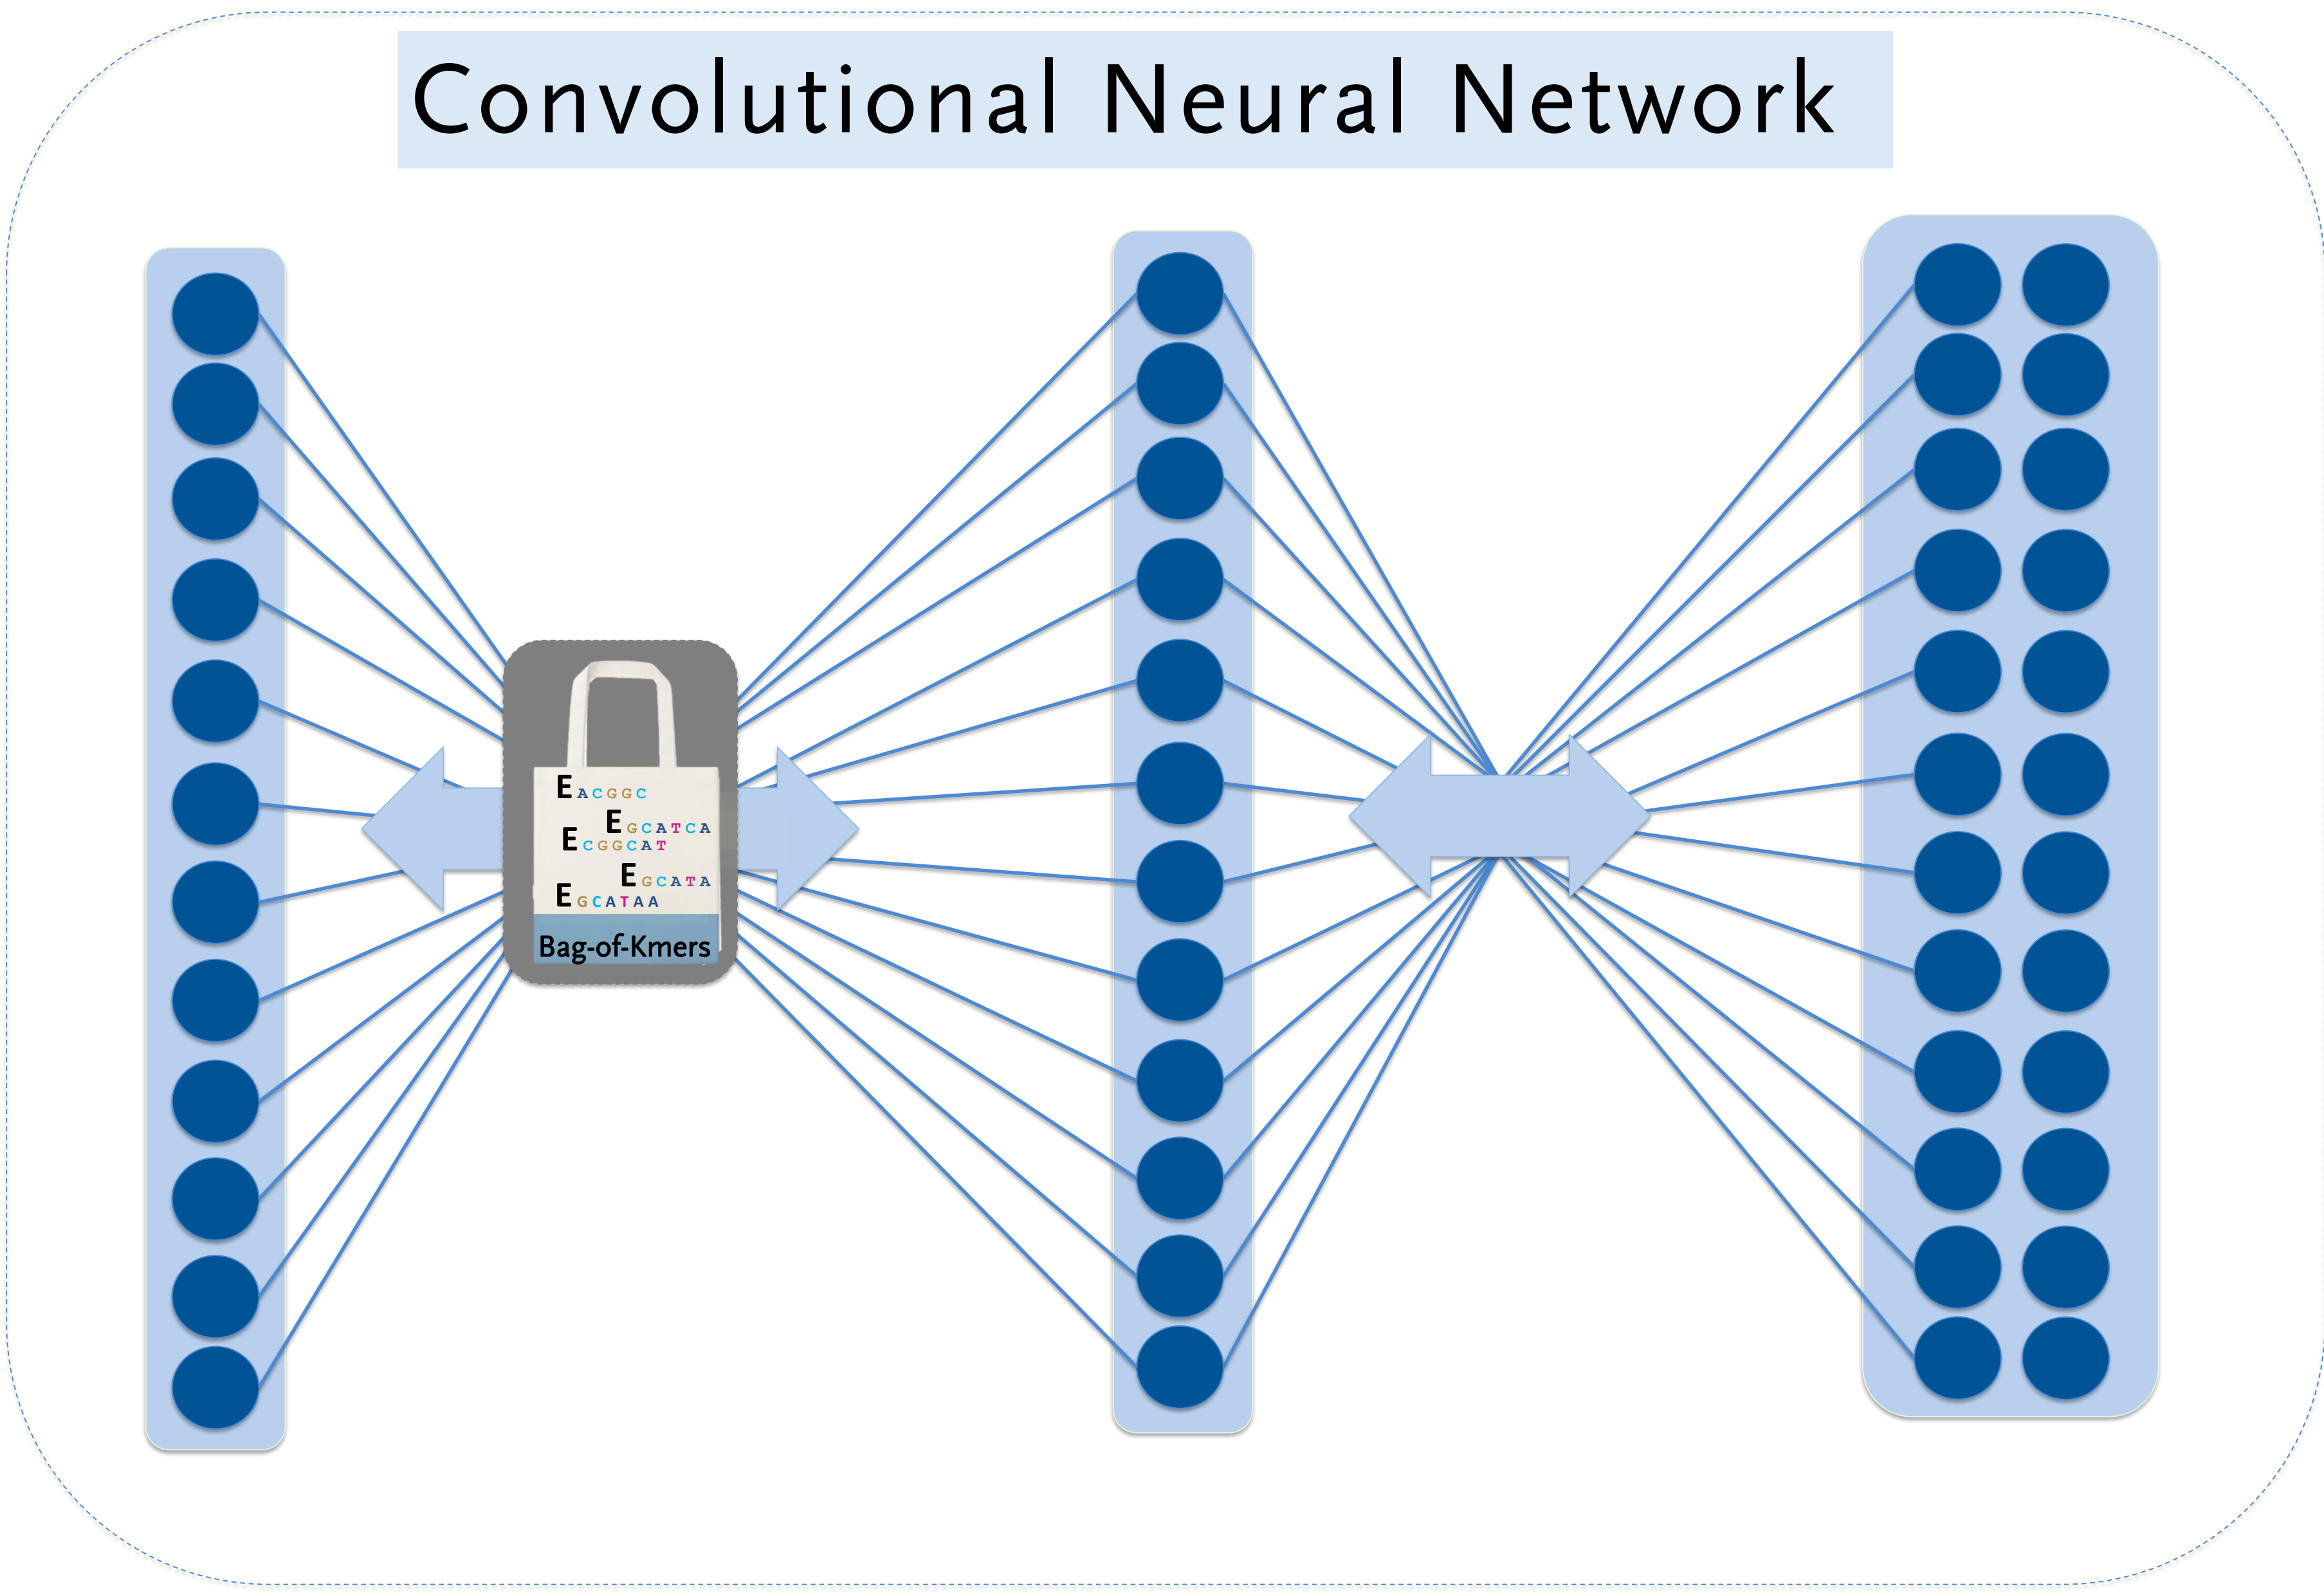 Convolutional Neural Network
E ACGGC
E GCATCA
E CGGCAT
E GCATA
E GCATAA
Bag-of-Kmers